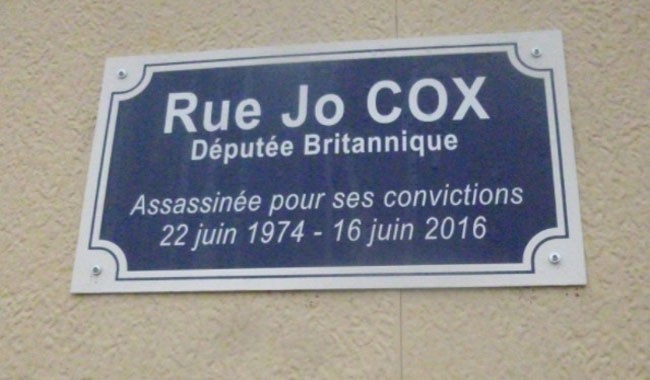 Rue Jo COX
Députée Britannique
Assassinée pour ses convictions
22 juin 1974 - 16 juin 2016